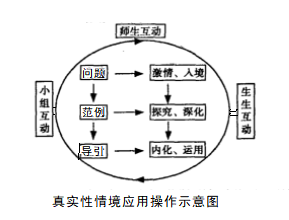 师生互动
问题
激情、入境
小组互动
范例
探究、深化
生生互动
导引
内化、运用
真实性情境应用操作示意图